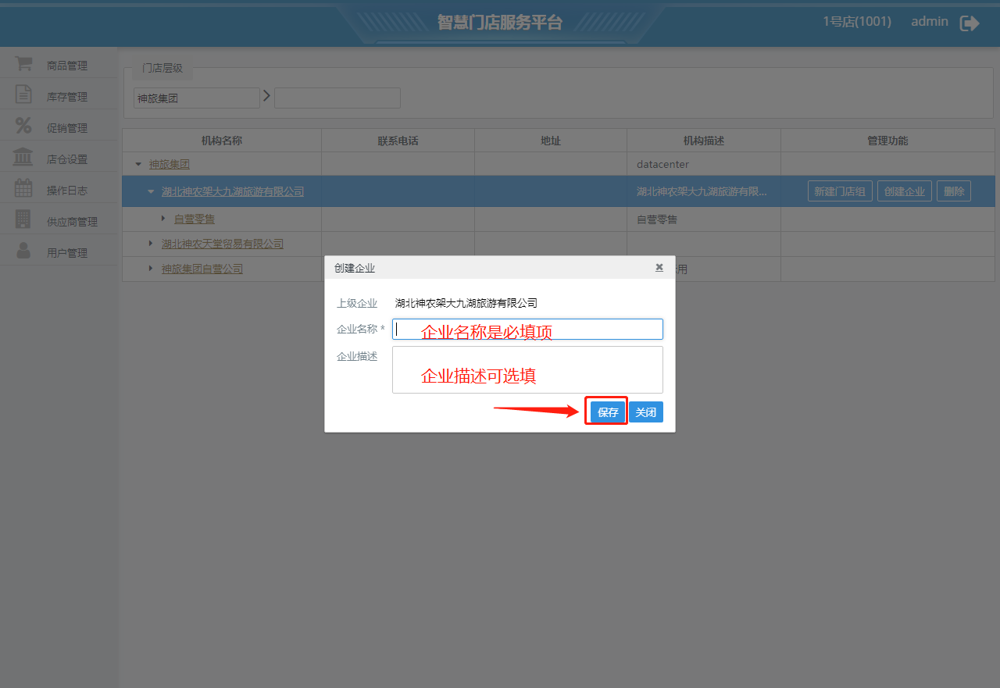 智慧门店服务平台
1号店(1001) admin
商品管理
库存管理
促销管理
店仓设置
操作日志
供应商管理
用户管理
门店层级
神旅集团
机构名称 联系电话 地址 机构描述 管理功能
神旅集团 datacenter
湖北神农架大九湖旅游有限公司 湖北神农架大九湖旅游有限... 新建门店组 创建企业 删除
自营零售 自营零售
湖北神农天堂贸易有限公司
神旅集团自营公司 用
创建企业
上级企业 湖北神农架大九湖旅游有限公司
企业名称 * 企业名称是必填项
企业描述 企业描述可选填
保存 关闭